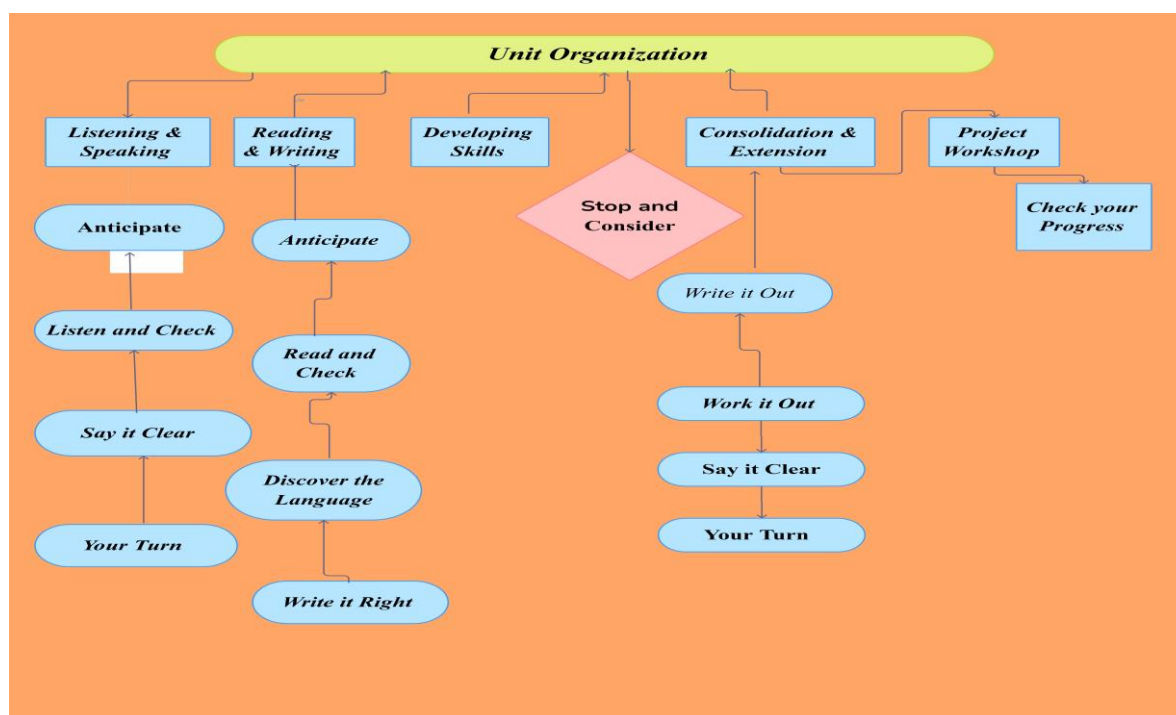 Unit Organization
Listening &
Speaking
Reading
& Writing
Developing
Skills
Consolidation &
Extension
Project
Workshop
Stop and
Consider
Check your
Progress
Anticipate
Anticipate
Write it Out
Listen and Check
Read and
Check
Work it Out
Say it Clear
Say it Clear
Discover the
Language
Your Turn
Your Turn
Write it Right